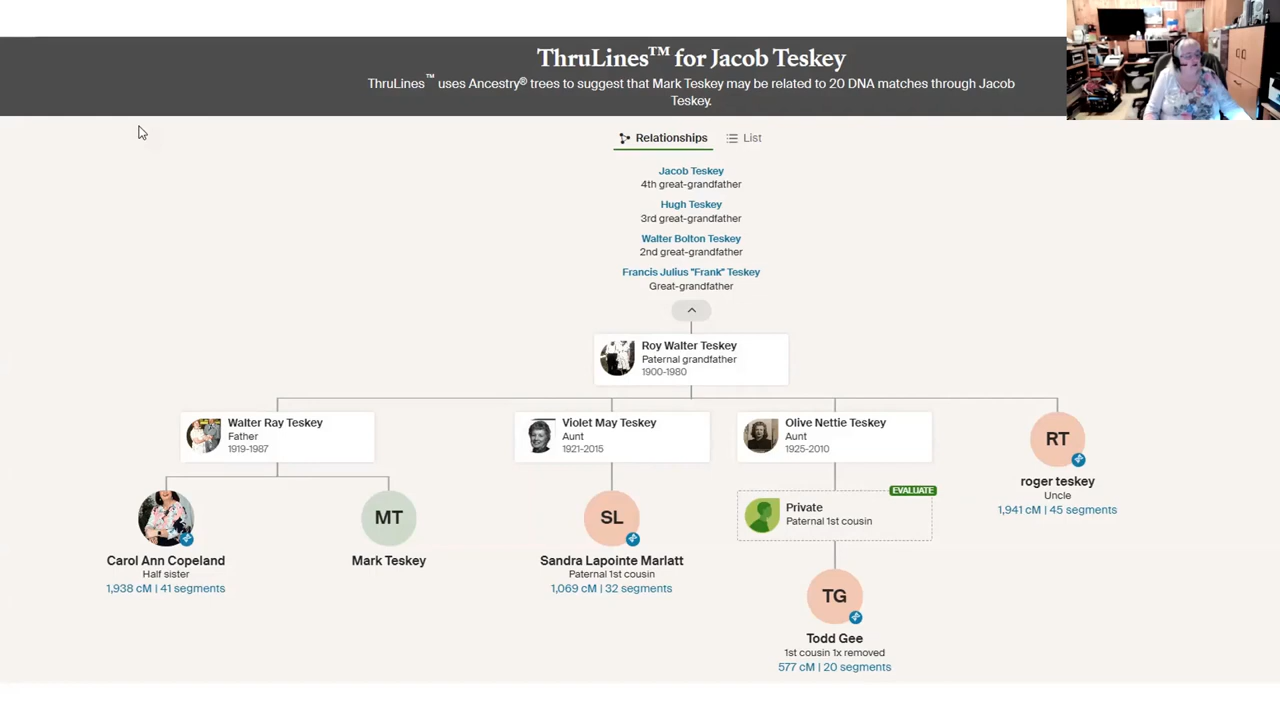 ThruLines™ for Jacob Teskey
ThruLines™ uses Ancestry® trees to suggest that Mark Teskey may be related to 20 DNA matches through Jacob
Teskey.
Relationships
List
Jacob Teskey
4th great-grandfather
Hugh Teskey
3rd great-grandfather
Walter Bolton Teskey
2nd great-grandfather
Francis Julius "Frank" Teskey
Great-grandfather
Roy Walter Teskey
Paternal grandfather
1900-1980
Walter Ray Teskey
Father
1919-1987
Violet May Teskey
Aunt
1921-2015
Olive Nettie Teskey
Aunt
1925-2010
RT
roger teskey
Uncle
1,941 cM | 45 segments
Carol Ann Copeland
Half sister
1,938 cM | 41 segments
MT
Mark Teskey
SL
Sandra Lapointe Marlatt
Paternal 1st cousin
1,069 cM | 32 segments
EVALUATE
Private
Paternal 1st cousin
TG
Todd Gee
1st cousin 1x removed
577 cM | 20 segments